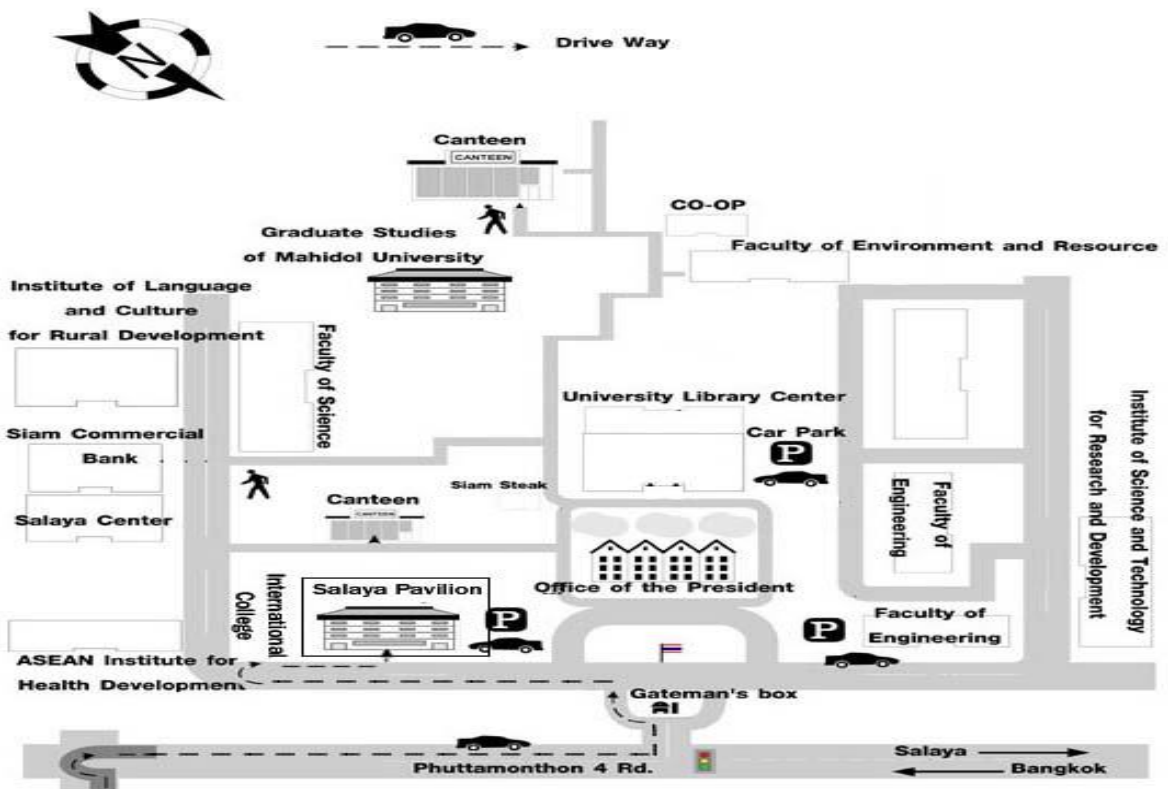 N
Drive Way
Canteen
CANTEEN
CO-OP
Graduate Studies
of Mahidol University
Faculty of Environment and Resource
Institute of Language
and Culture
for Rural Development
Faculty of Science
University Library Center
Car Park
P
Siam Commercial
Bank
Siam Steak
Canteen
CANTEEN
Salaya Center
Faculty of
Engineering
Institute of Science and Technology
for Research and Development
Office of the President
International
College
Salaya Pavilion
P
P
Faculty of
Engineering
ASEAN Institute for
Health Development
Gateman's box
Phuttamonthon 4 Rd.
Salaya
Bangkok